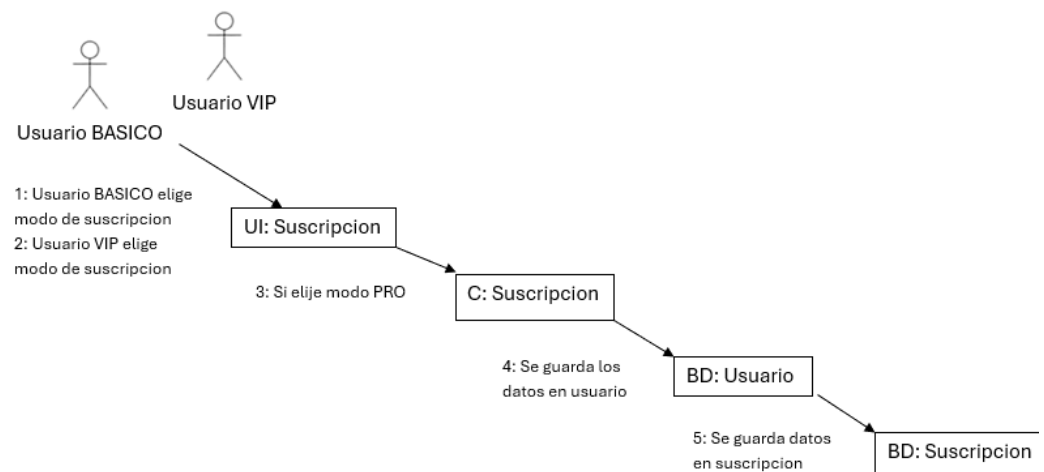 Usuario VIP
Usuario BASICO
1: Usuario BASICO elige
modo de suscripcion
2: Usuario VIP elige
modo de suscripcion
UI: Suscripcion
3: Si elije modo PRO
C: Suscripcion
4: Se guarda los
datos en usuario
BD: Usuario
5: Se guarda datos
en suscripcion
BD: Suscripcion